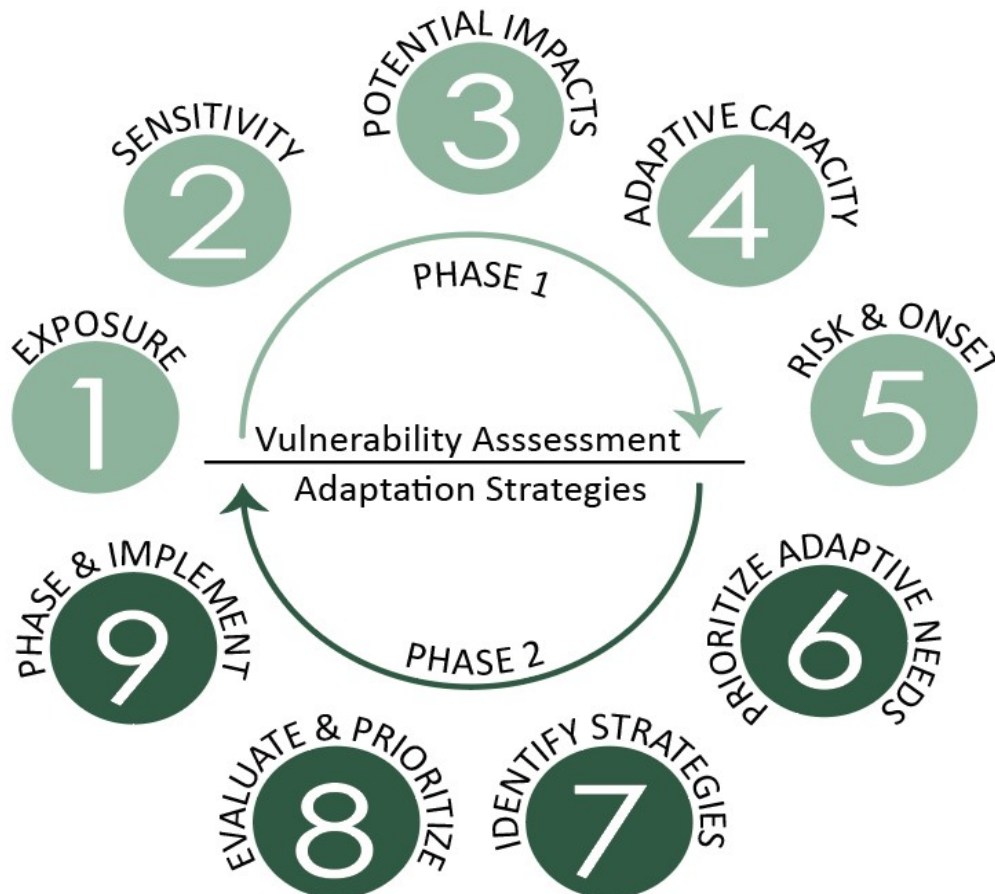 EXPOSURE
1
SENSITIVITY
2
POTENTIAL IMPACTS
3
ADAPTIVE CAPACITY
4
RISK & ONSET
5
PHASE 1
Vulnerability Asssessment
Adaptation Strategies
PHASE 2
PRIORITIZE ADAPTIVE NEEDS
6
IDENTIFY STRATEGIES
7
EVALUATE & PRIORITIZE
8
PHASE & IMPLEMENT
9